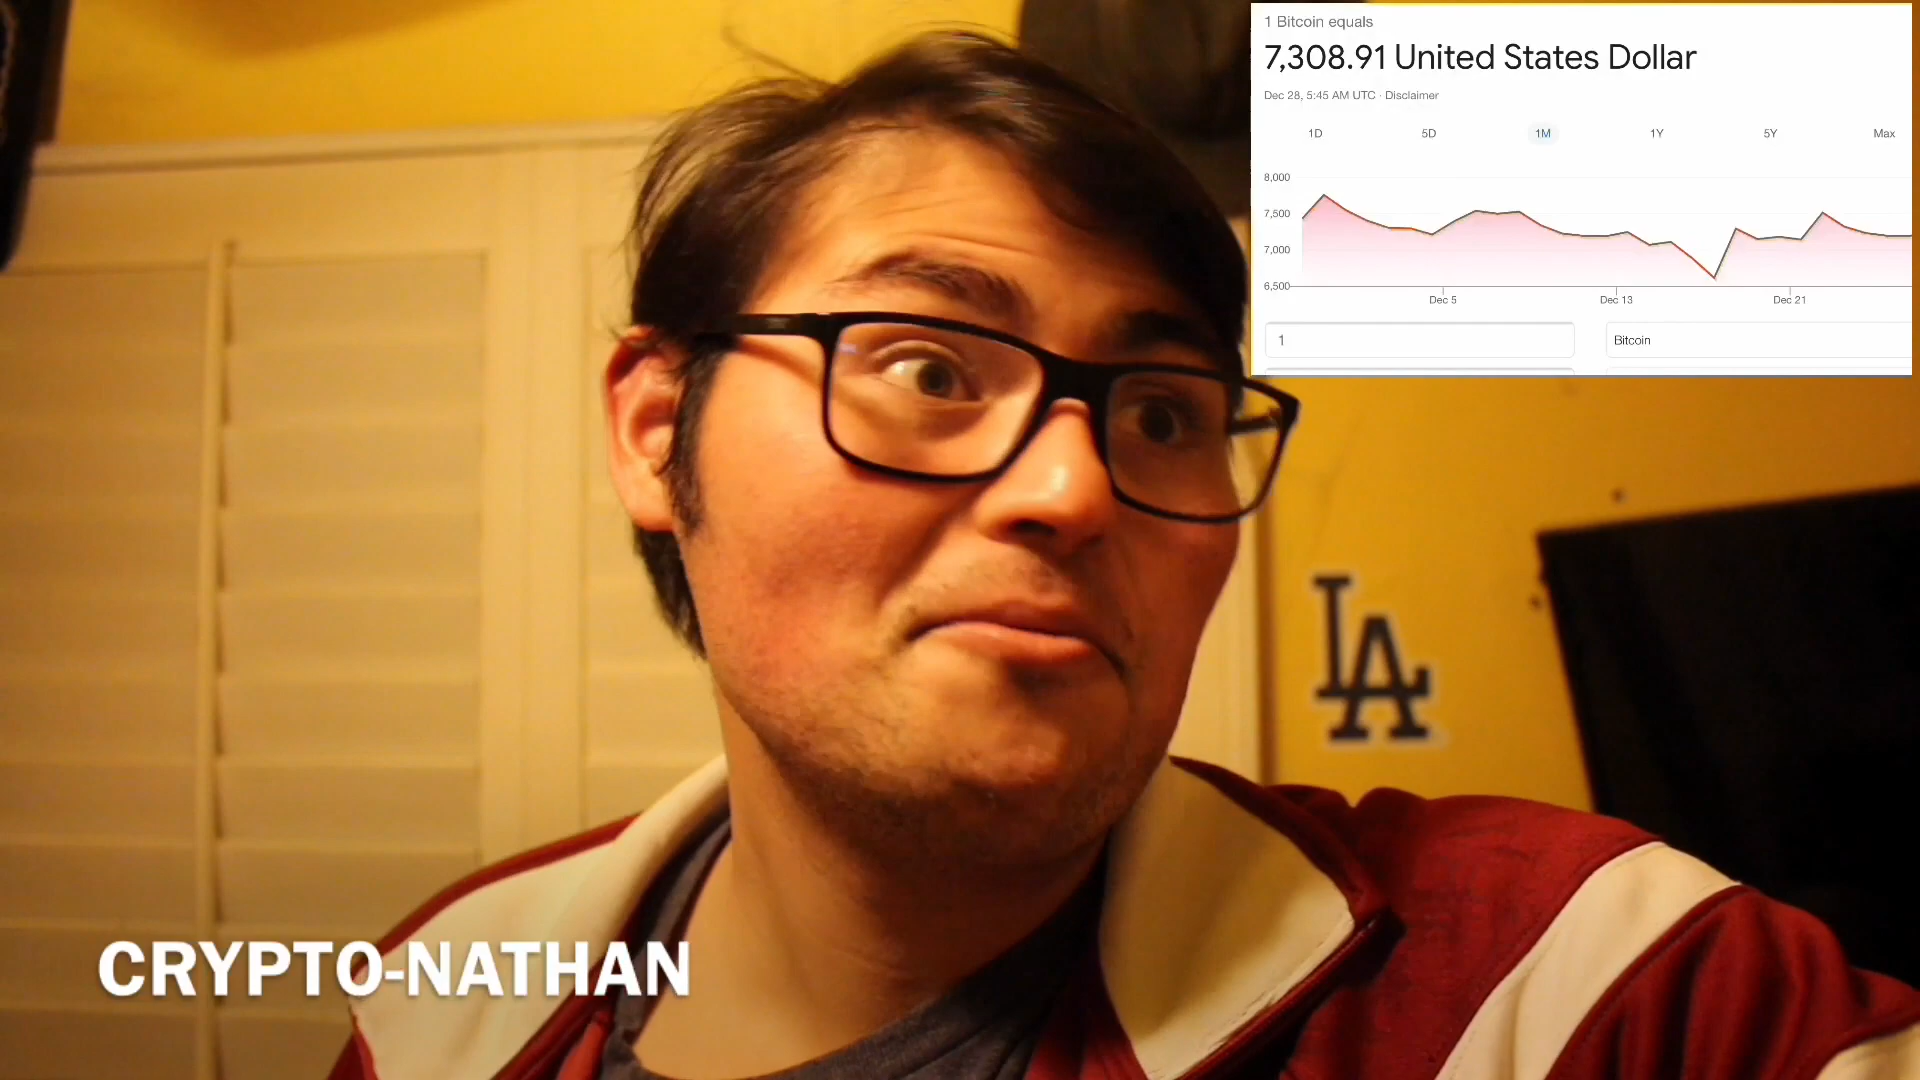 1 Bitcoin equals
7,308.91 United States Dollar
Dec 28, 5:45 AM UTC · Disclaimer
1D 5D 1M 1Y 5Y Max
8,000
7,500
7,000
6,500
Dec 5 Dec 13 Dec 21
1 Bitcoin
LA
CRYPTO-NATHAN